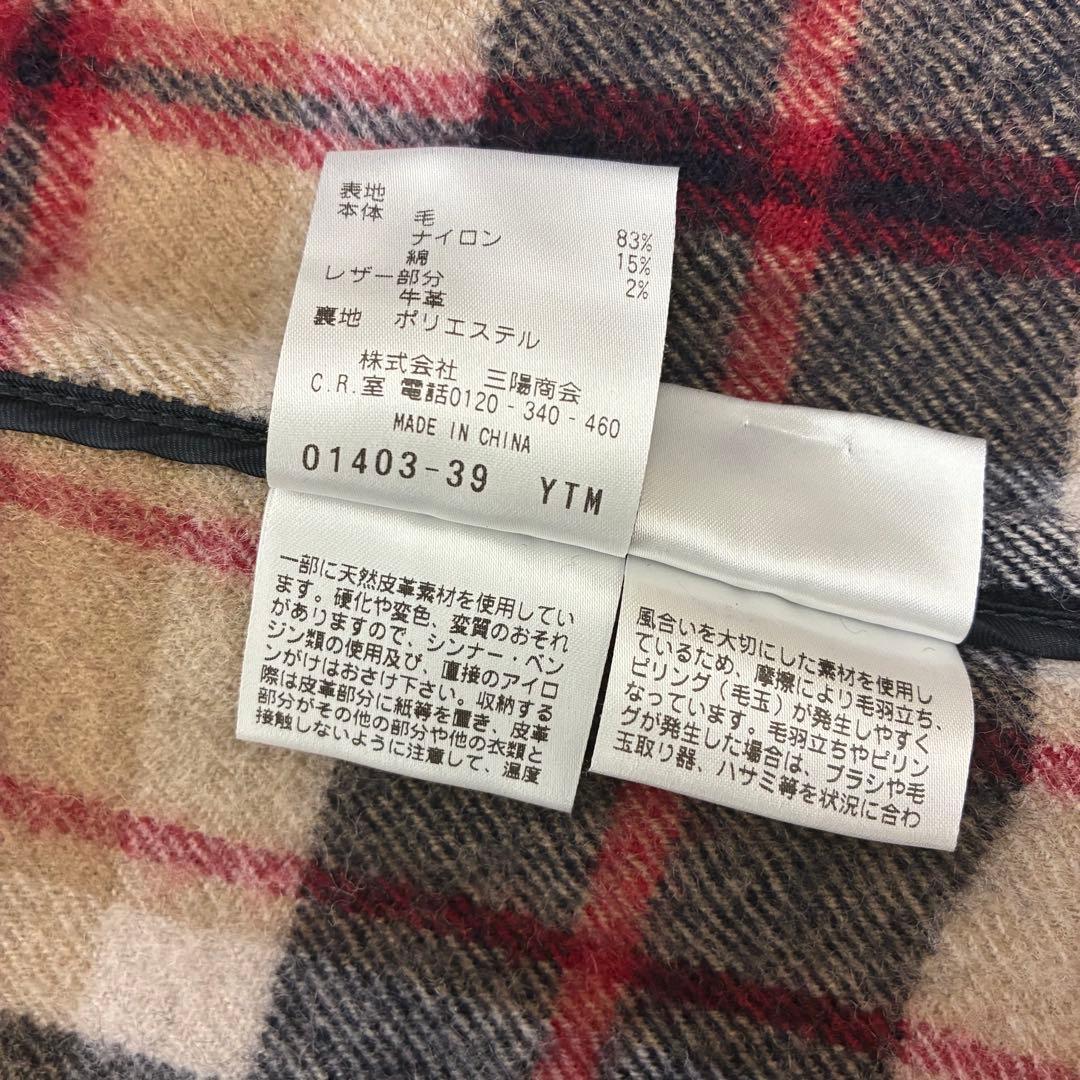 表地
本体 毛 83%
ナイロン 15%
綿 2%
レザー部分
牛革
裏地 ポリエステル
株式会社 三陽商会
C.R.室 電話0120-340-460
MADE IN CHINA
01403-39 YTM
一部に天然皮革素材を使用してい
ます。硬化や変色、変質のおそれ
がありますので、シンナー・ベン
ジン類の使用及び、直接のアイロ
ンがけはおさけ下さい。収納する
際は皮革部分に紙等を置き、皮革
部分がその他の部分や他の衣類と
接触しないように注意して、温度
風合いを大切にした素材を使用し
ているため、摩擦により毛羽立ち、
ピリング(毛玉)が発生しやすく
なっています。毛羽立ちやピリン
グが発生した場合は、ブラシや毛
玉取り器、ハサミ等を状況に合わ